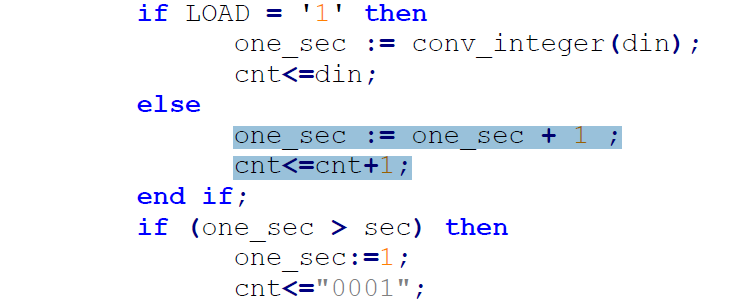 if LOAD = '1' then
one_sec := conv_integer(din);
cnt<=din;
else
one_sec := one_sec + 1 ;
cnt<=cnt+1;
end if;
if (one_sec > sec) then
one_sec:=1;
cnt<="0001";